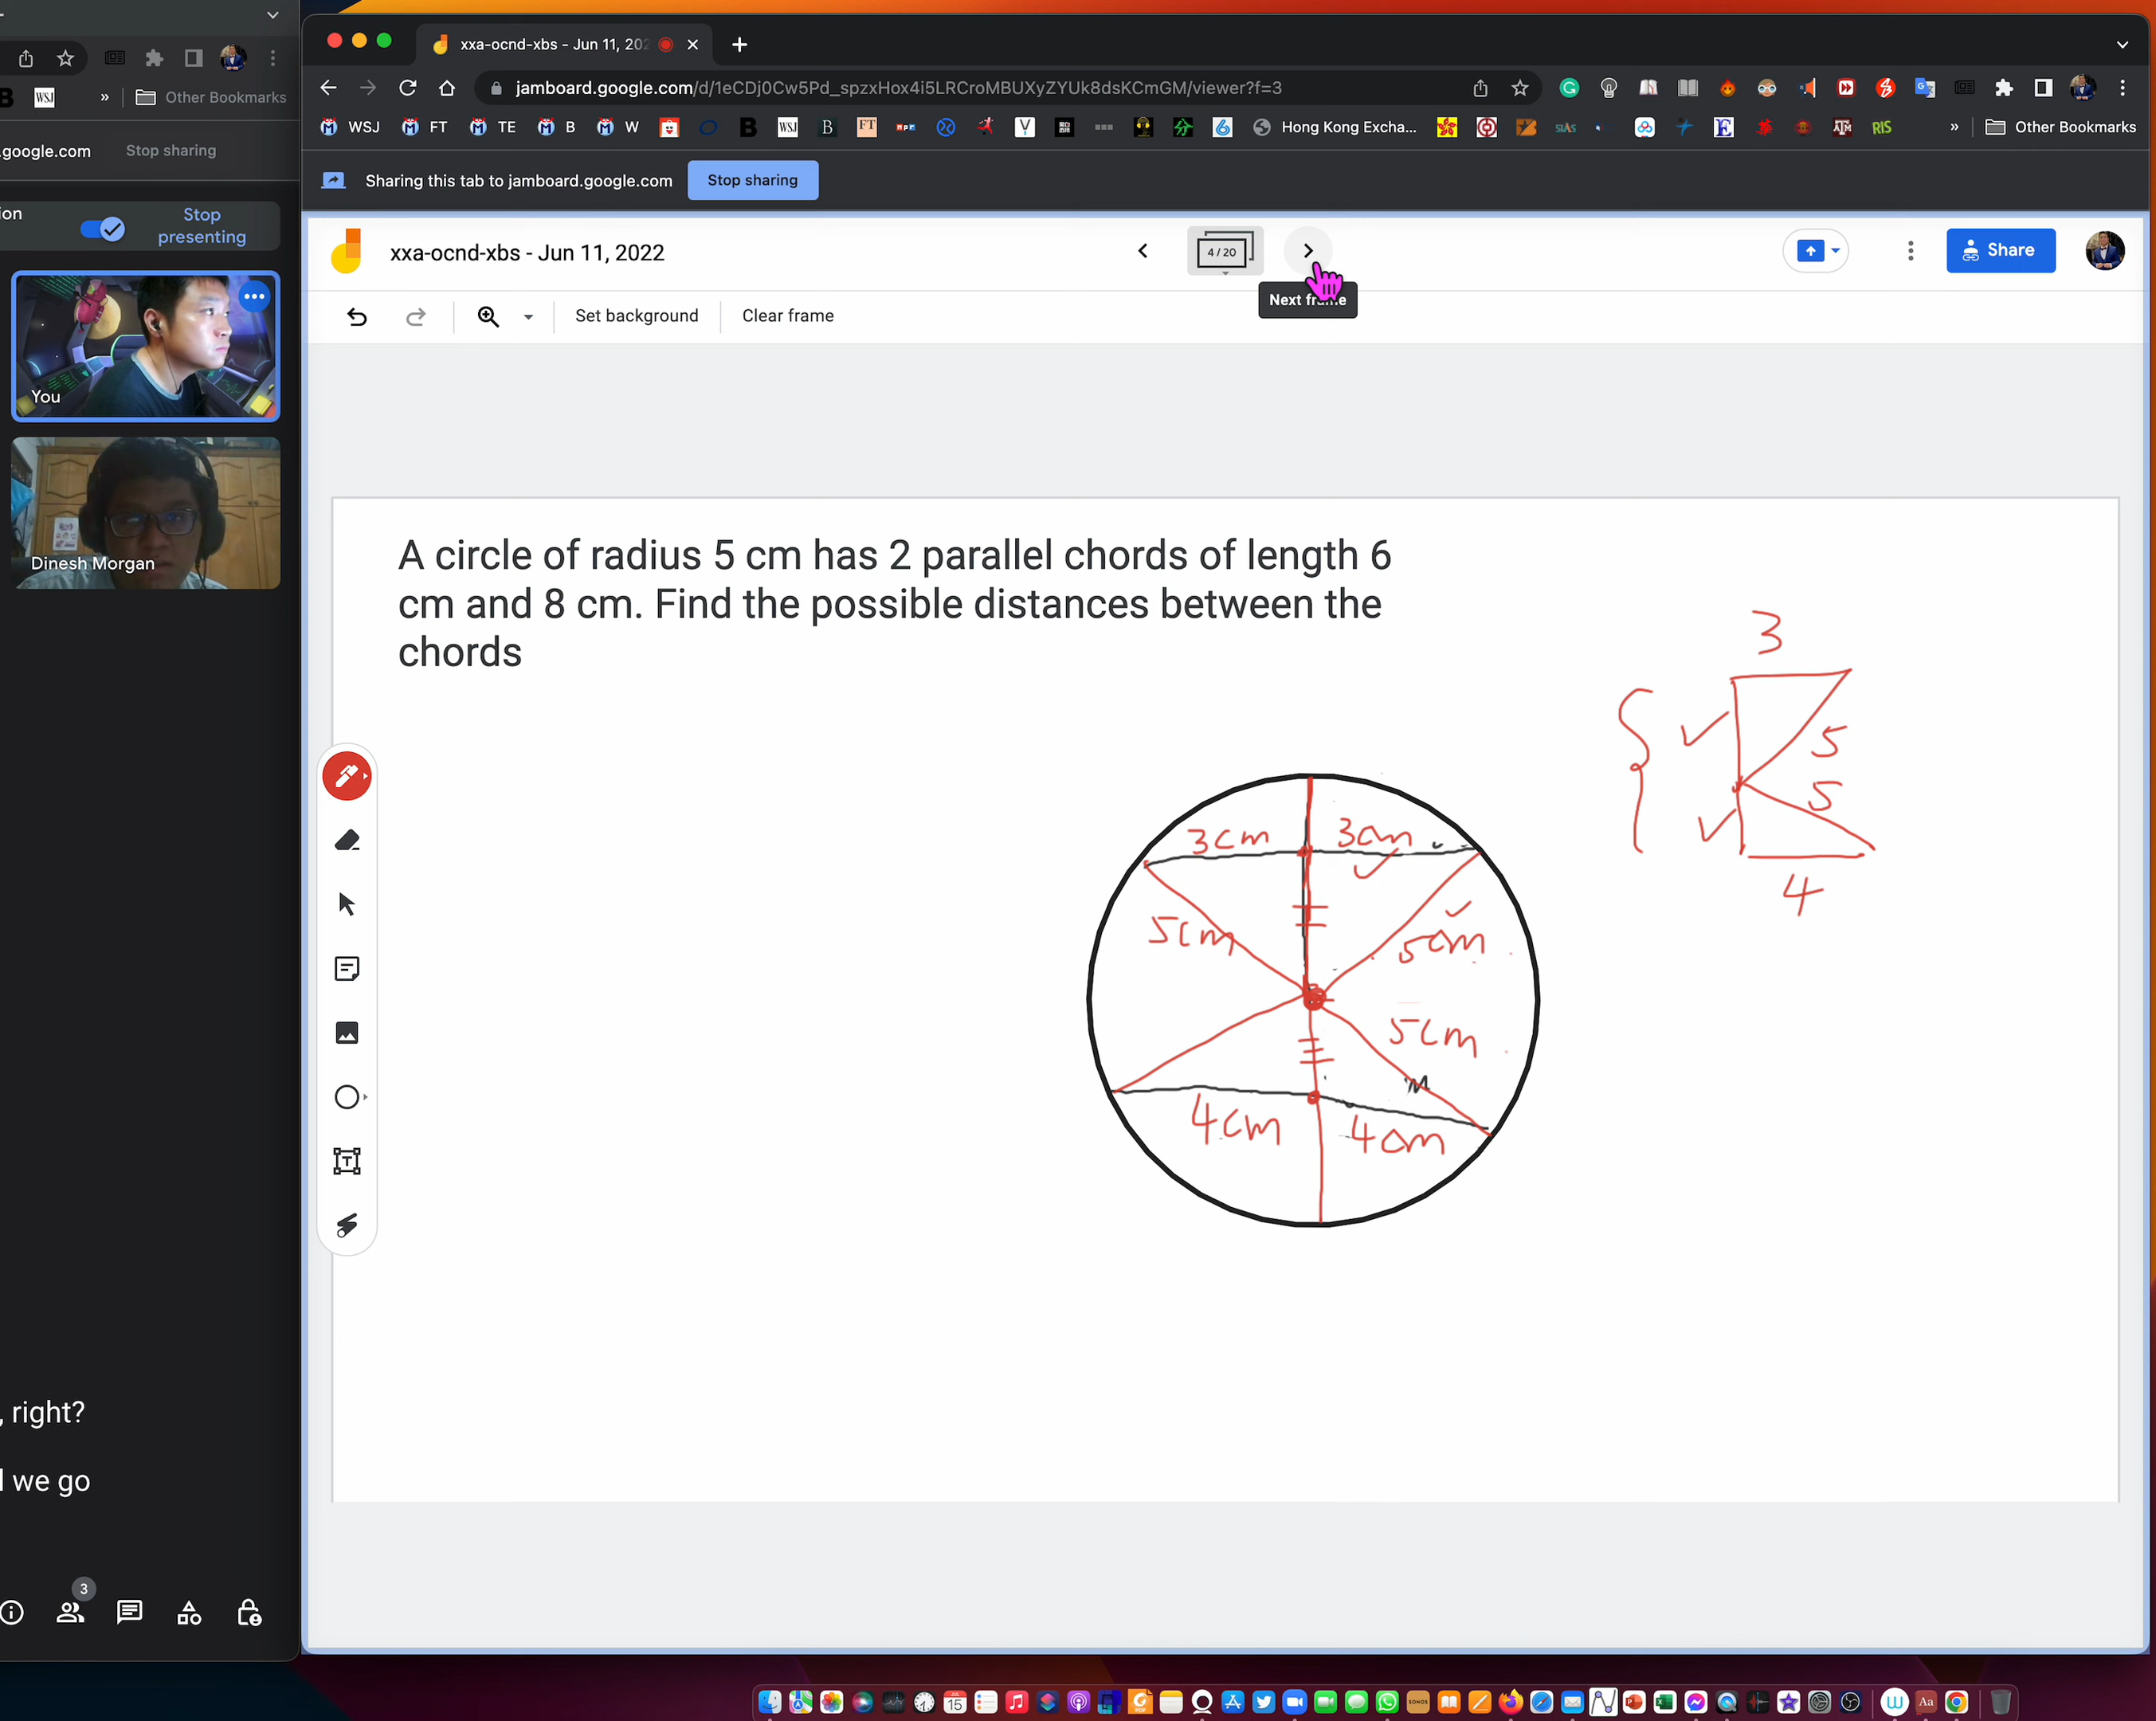 Other Bookmarks
.google.com Stop sharing
ion
Stop presenting
You
Dinesh Morgan
, right?
we go
3
xxa-ocnd-xbs - Jun 11, 202
jamboard.google.com/d/1eCDj0Cw5Pd_spzxHox4i5LRCroMBUXyZYUk8dsKCmGM/viewer?f=3
WSJ FT TE B W Hong Kong Excha... Other Bookmarks
Sharing this tab to jamboard.google.com Stop sharing
xxa-ocnd-xbs - Jun 11, 2022
4 / 20
Share
Next frame
Set background Clear frame
A circle of radius 5 cm has 2 parallel chords of length 6
cm and 8 cm. Find the possible distances between the
chords
3
5
5
4
3cm 3cm
5cm 5cm
5cm
4cm 4cm